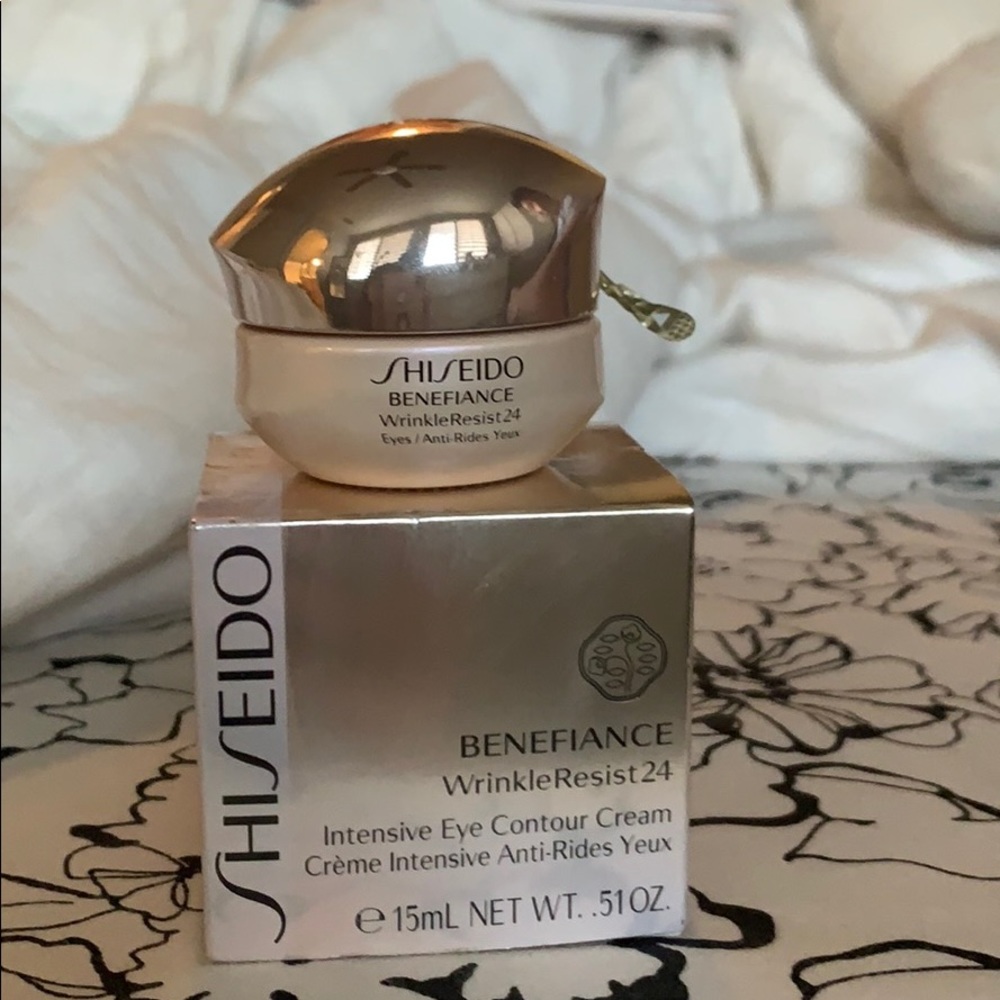 SHISEIDO
BENEFIANCE
WrinkleResist24
Eyes / Anti-Rides Yeux
SHISEIDO
BENEFIANCE
WrinkleResist24
Intensive Eye Contour Cream
Crème Intensive Anti-Rides Yeux
℮ 15mL NET WT. .51OZ.